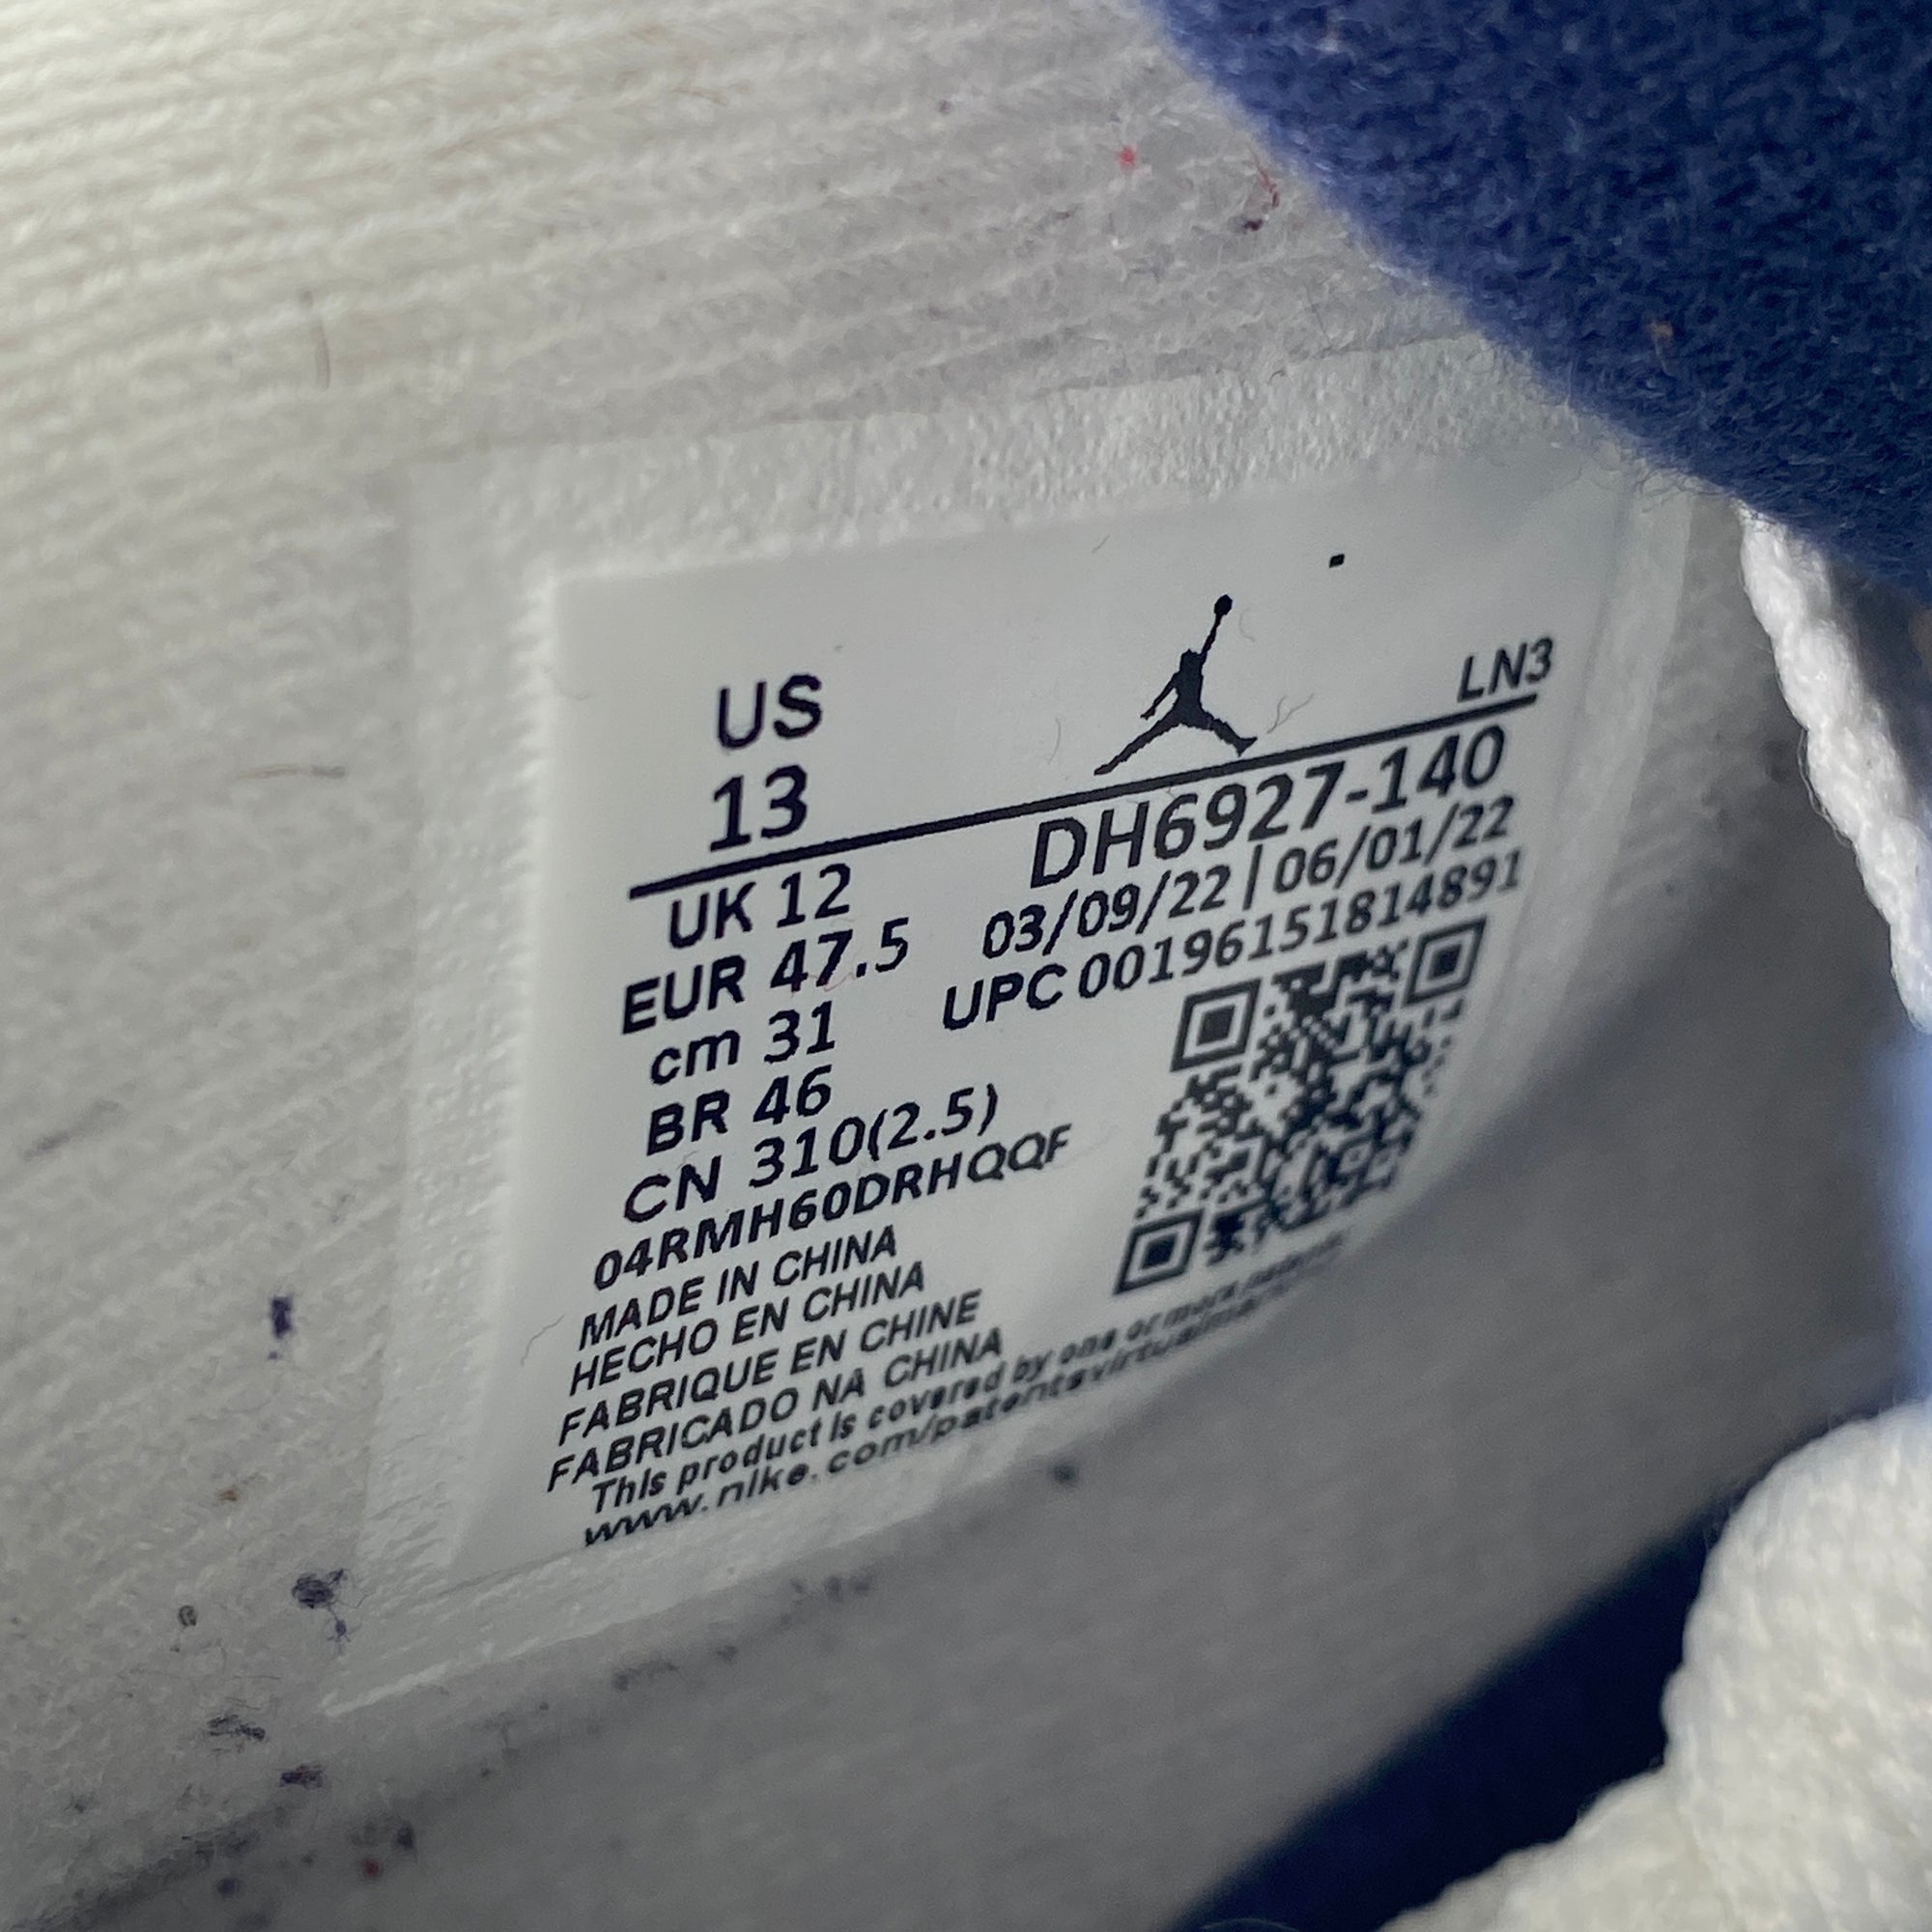 US
13
LN3
UK 12
DH6927-140
EUR 47.5
03/09/22 | 06/01/22
cm 31
UPC 00196151814891
BR 46
CN 310(2.5)
04RMH60DRHQQF
MADE IN CHINA
HECHO EN CHINA
FABRIQUE EN CHINE
FABRICADO NA CHINA
This product is covered by one or more
www.nike.com/patentsvirtual